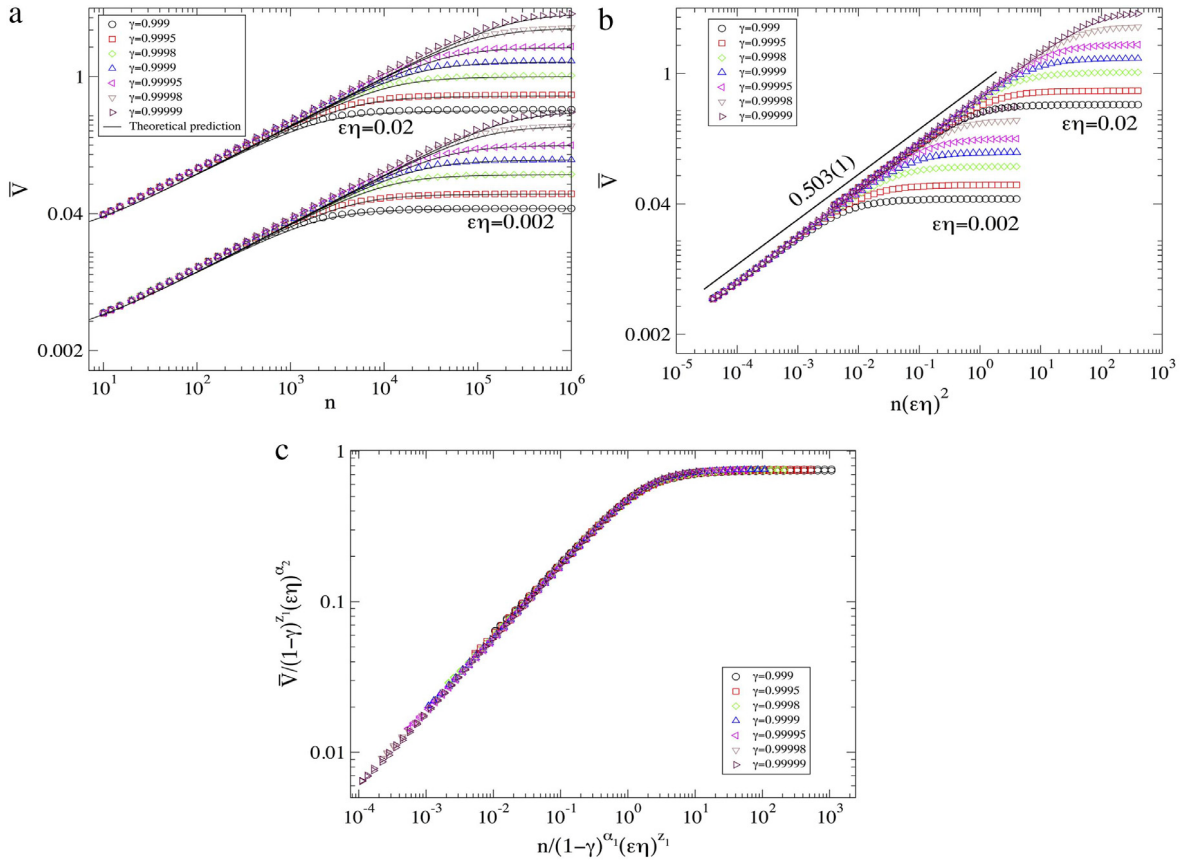 a
γ=0.999
γ=0.9995
γ=0.9998
γ=0.9999
γ=0.99995
γ=0.99998
γ=0.99999
Theoretical prediction
εη=0.02
εη=0.002
V̅
1
0.04
0.002
10¹
10²
10³
10⁴
10⁵
10⁶
n
b
γ=0.999
γ=0.9995
γ=0.9998
γ=0.9999
γ=0.99995
γ=0.99998
γ=0.99999
0.503(1)
εη=0.02
εη=0.002
V̅
1
0.04
0.002
10⁻⁵
10⁻⁴
10⁻³
10⁻²
10⁻¹
10⁰
10¹
10²
10³
n(εη)²
c
V̅/(1−γ)^z₁(εη)^α₂
1
0.1
0.01
γ=0.999
γ=0.9995
γ=0.9998
γ=0.9999
γ=0.99995
γ=0.99998
γ=0.99999
10⁻⁴
10⁻³
10⁻²
10⁻¹
10⁰
10¹
10²
10³
n/(1−γ)^α₁(εη)^z₁